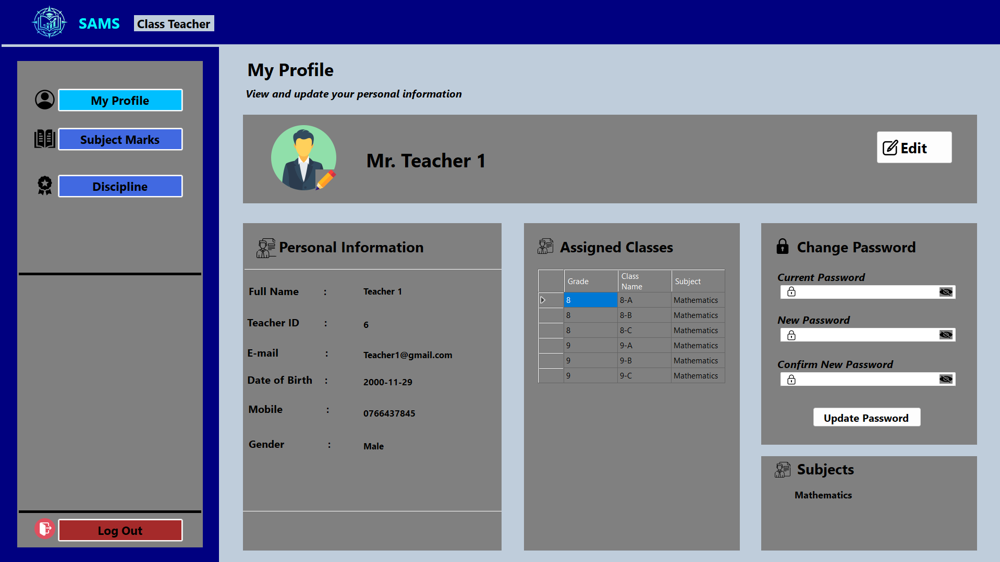 SAMS
Class Teacher
My Profile
Subject Marks
Discipline
Log Out
My Profile
View and update your personal information
Mr. Teacher 1
Edit
Personal Information
Full Name : Teacher 1
Teacher ID : 6
E-mail : Teacher1@gmail.com
Date of Birth : 2000-11-29
Mobile : 0766437845
Gender : Male
Assigned Classes
Grade Class Name Subject
8 8-A Mathematics
8 8-B Mathematics
8 8-C Mathematics
9 9-A Mathematics
9 9-B Mathematics
9 9-C Mathematics
Change Password
Current Password
New Password
Confirm New Password
Update Password
Subjects
Mathematics